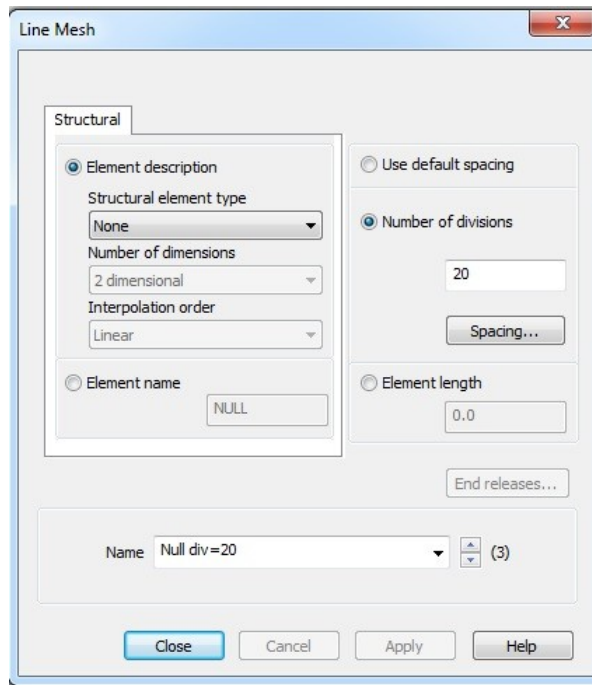 Line Mesh
Structural
Element description
Structural element type
None
Number of dimensions
2 dimensional
Interpolation order
Linear
Element name
NULL
Use default spacing
Number of divisions
20
Spacing...
Element length
0.0
End releases...
Name
Null div=20
(3)
Close
Cancel
Apply
Help